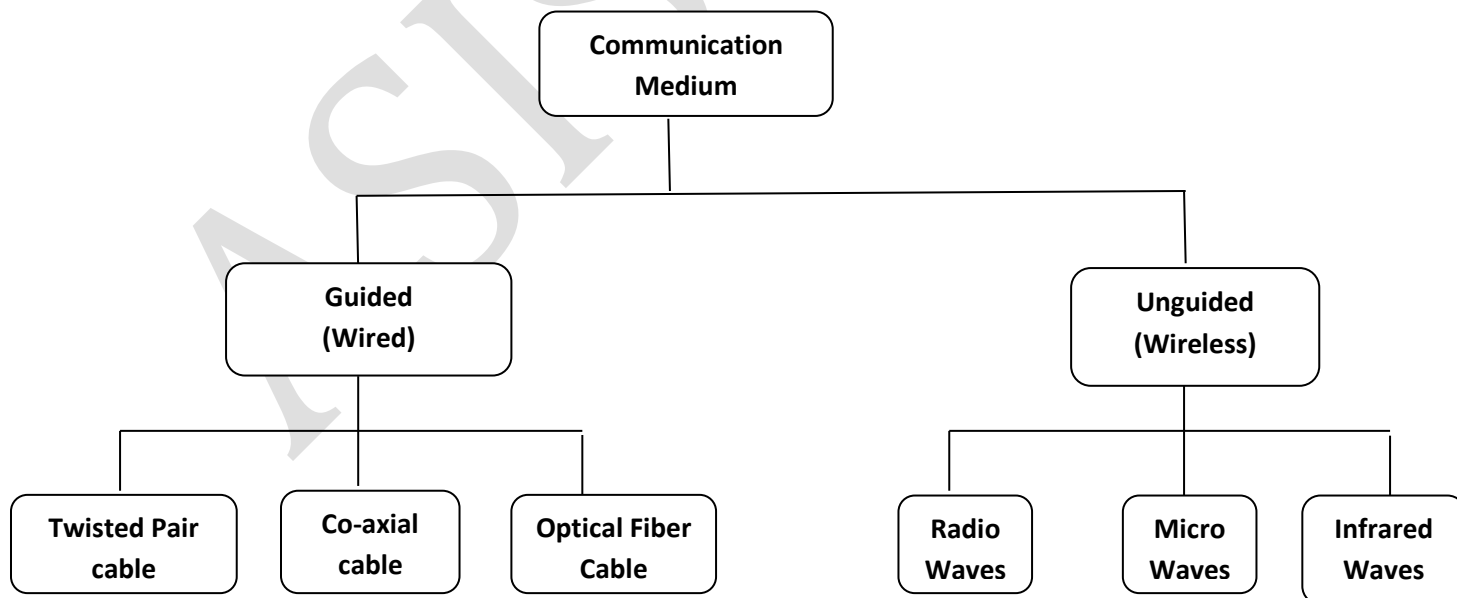 Communication
Medium
Guided
(Wired)
Unguided
(Wireless)
Twisted Pair
cable
Co-axial
cable
Optical Fiber
Cable
Radio
Waves
Micro
Waves
Infrared
Waves